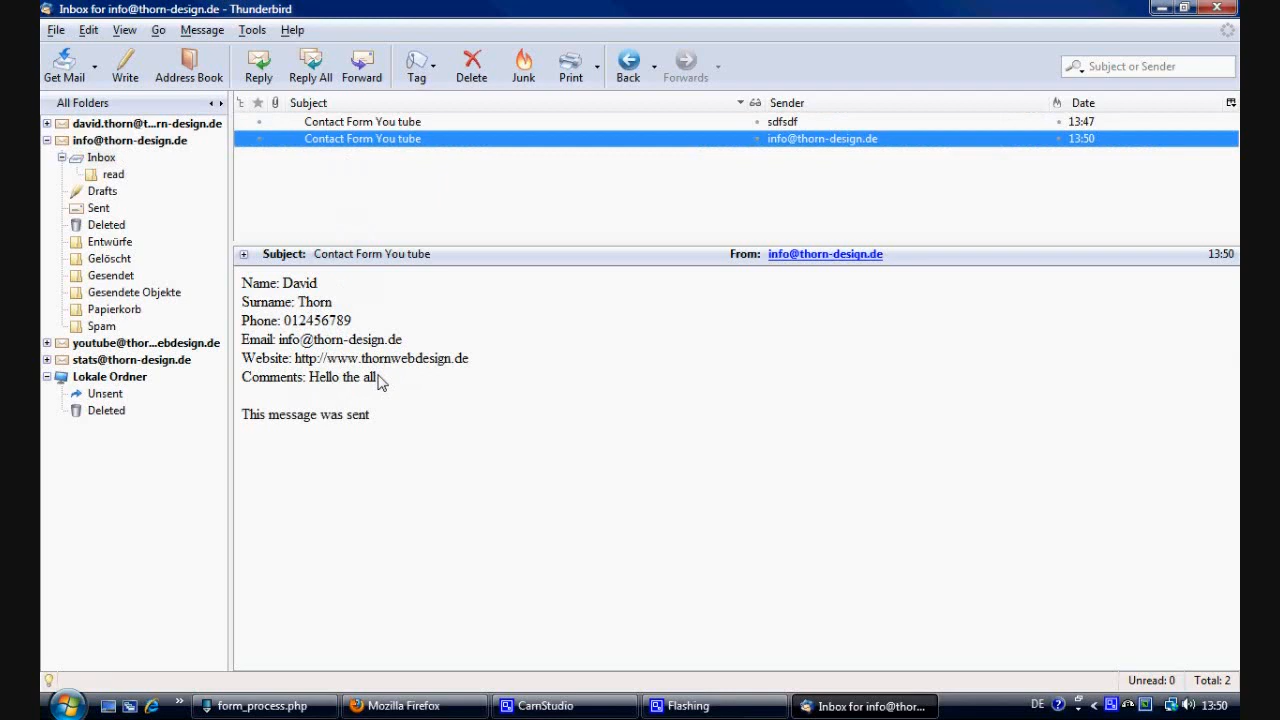 Inbox for info@thorn-design.de - Thunderbird
File Edit View Go Message Tools Help
Get Mail Write Address Book Reply Reply All Forward Tag Delete Junk Print Back Forwards
Subject or Sender
All Folders
Subject Sender Date
david.thorn@t...rn-design.de
Contact Form You tube sdfsdf 13:47
info@thorn-design.de
Contact Form You tube info@thorn-design.de 13:50
Inbox
read
Drafts
Sent
Deleted
Entwürfe
Gelöscht
Gesendet
Gesendete Objekte
Papierkorb
Spam
youtube@thor...ebdesign.de
stats@thorn-design.de
Lokale Ordner
Unsent
Deleted
Subject: Contact Form You tube From: info@thorn-design.de 13:50
Name: David
Surname: Thorn
Phone: 012456789
Email: info@thorn-design.de
Website: http://www.thornwebdesign.de
Comments: Hello the all
This message was sent
Unread: 0 Total: 2
form_process.php Mozilla Firefox CamStudio Flashing Inbox for info@thor... DE 13:50